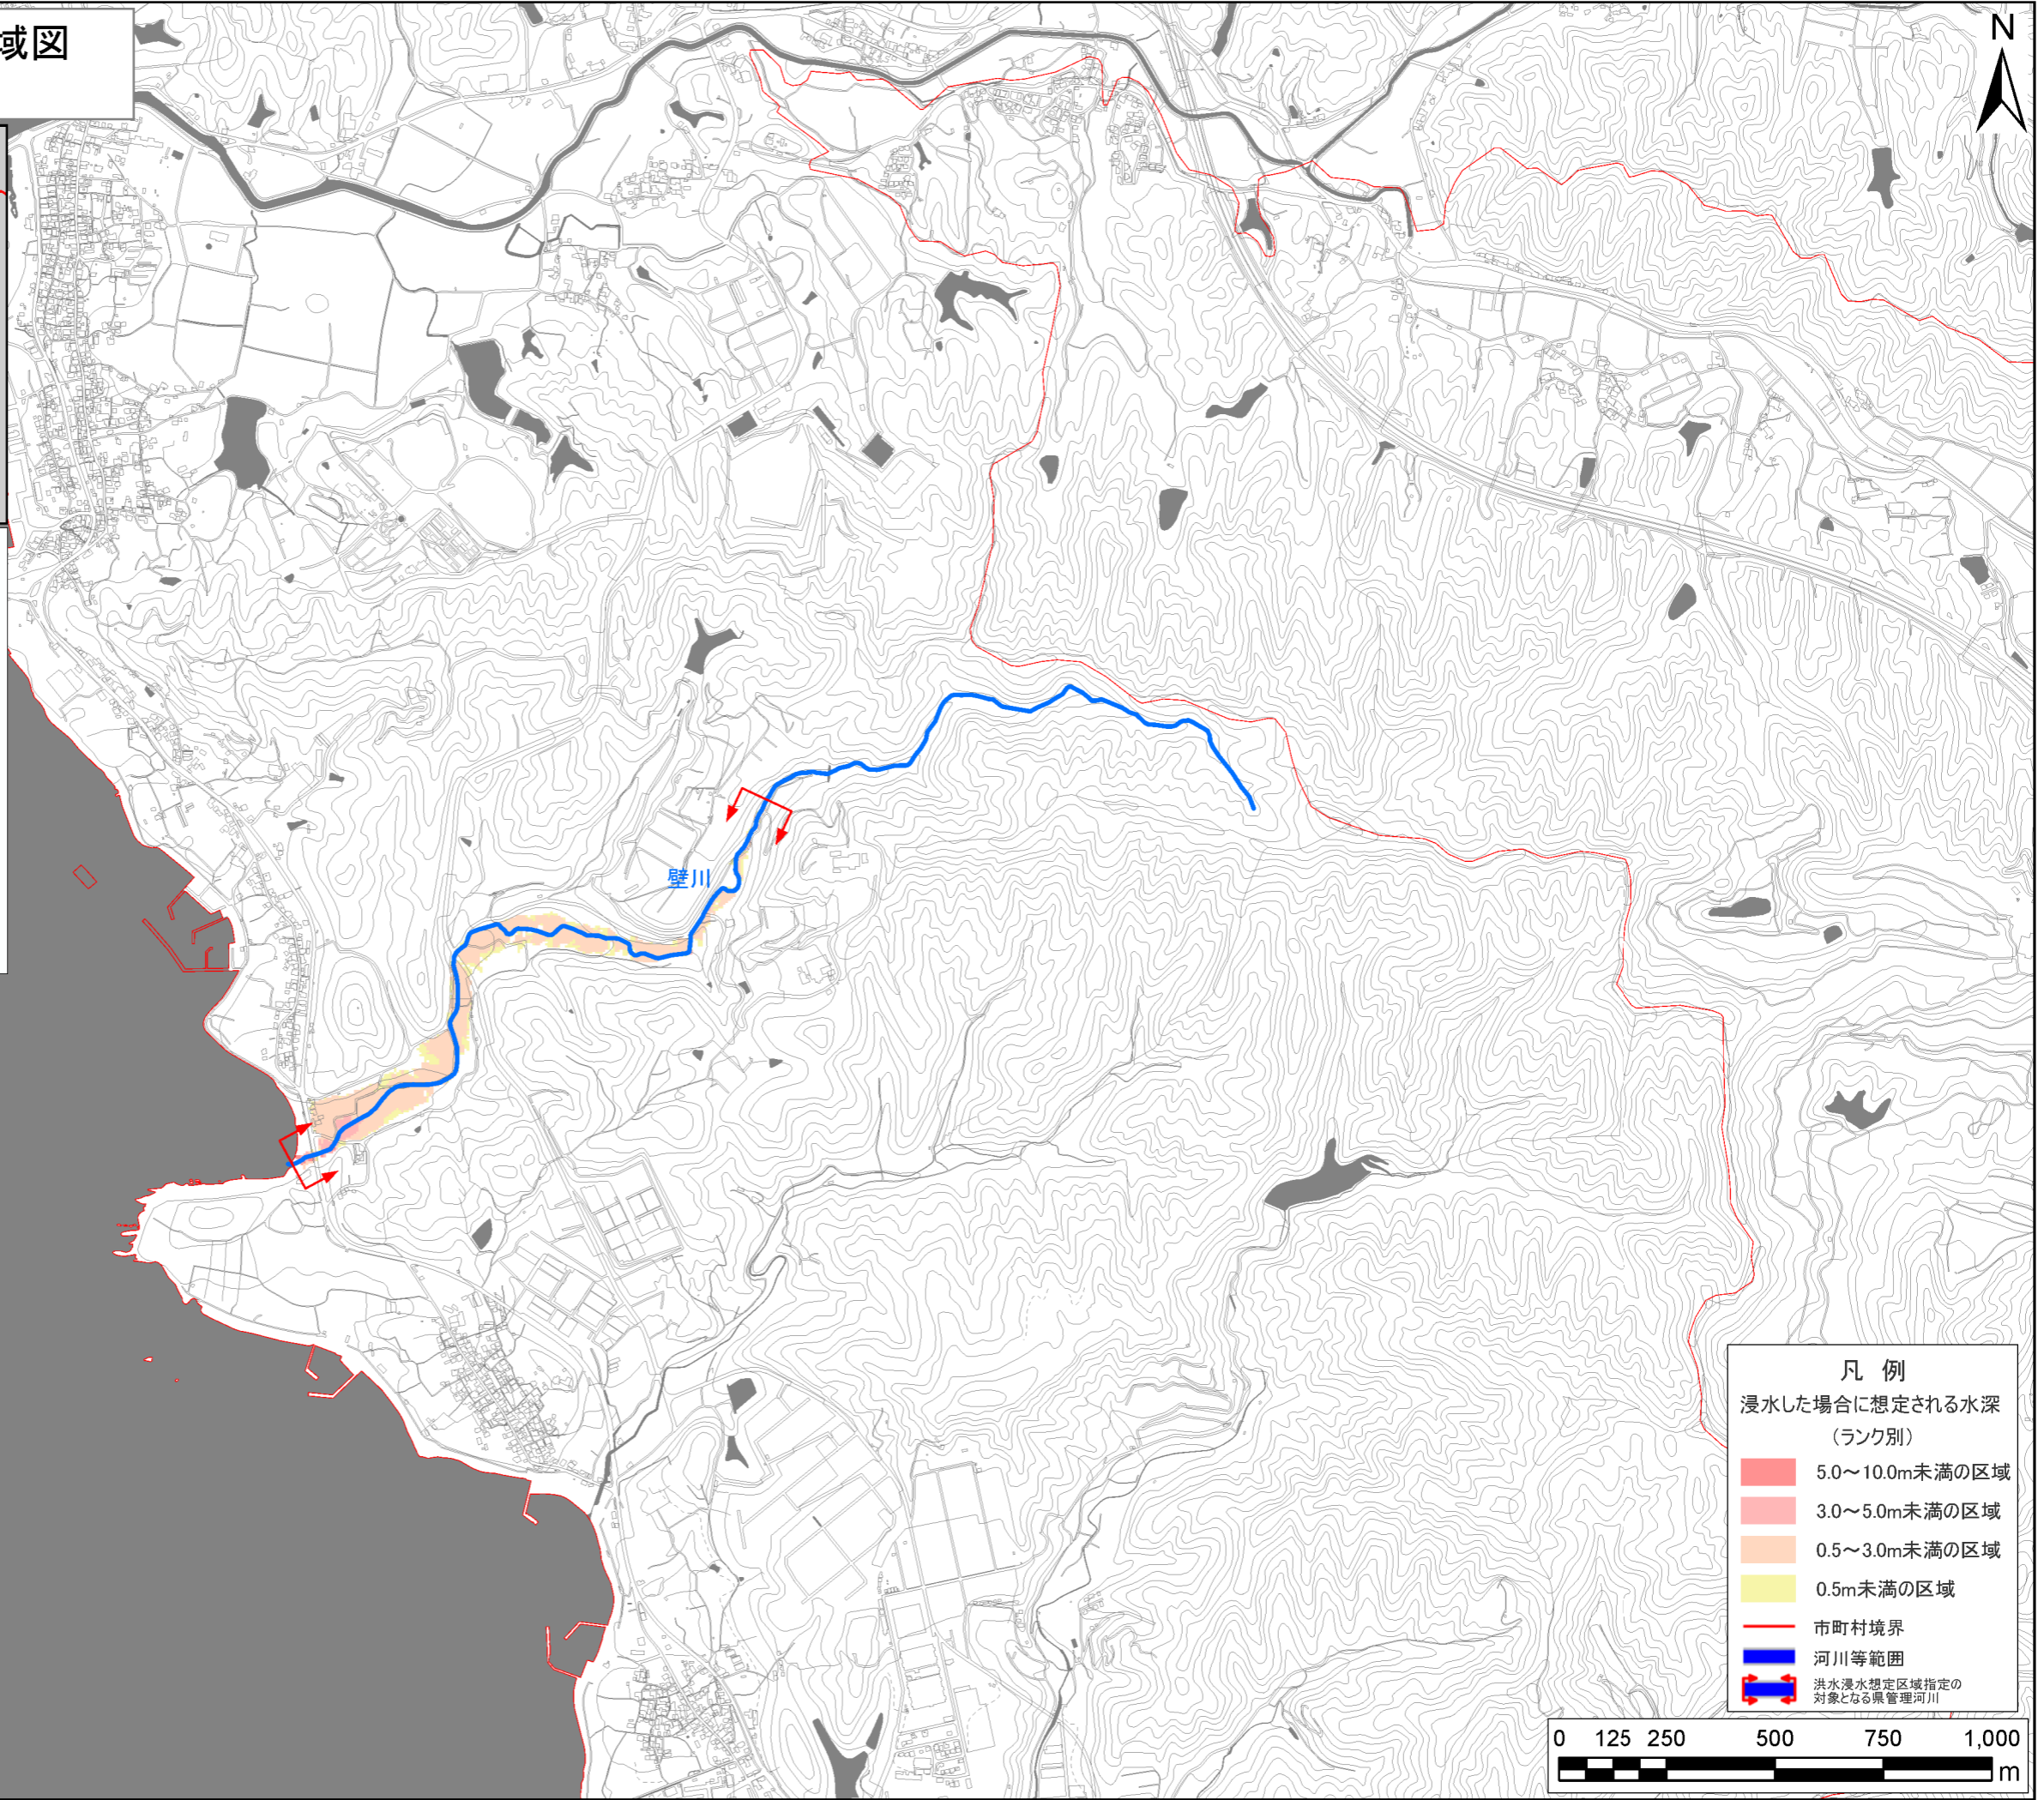 域図
N
壁川
凡 例
浸水した場合に想定される水深
(ランク別)
5.0～10.0m未満の区域
3.0～5.0m未満の区域
0.5～3.0m未満の区域
0.5m未満の区域
市町村境界
河川等範囲
洪水浸水想定区域指定の
対象となる県管理河川
0 125 250 500 750 1,000
m